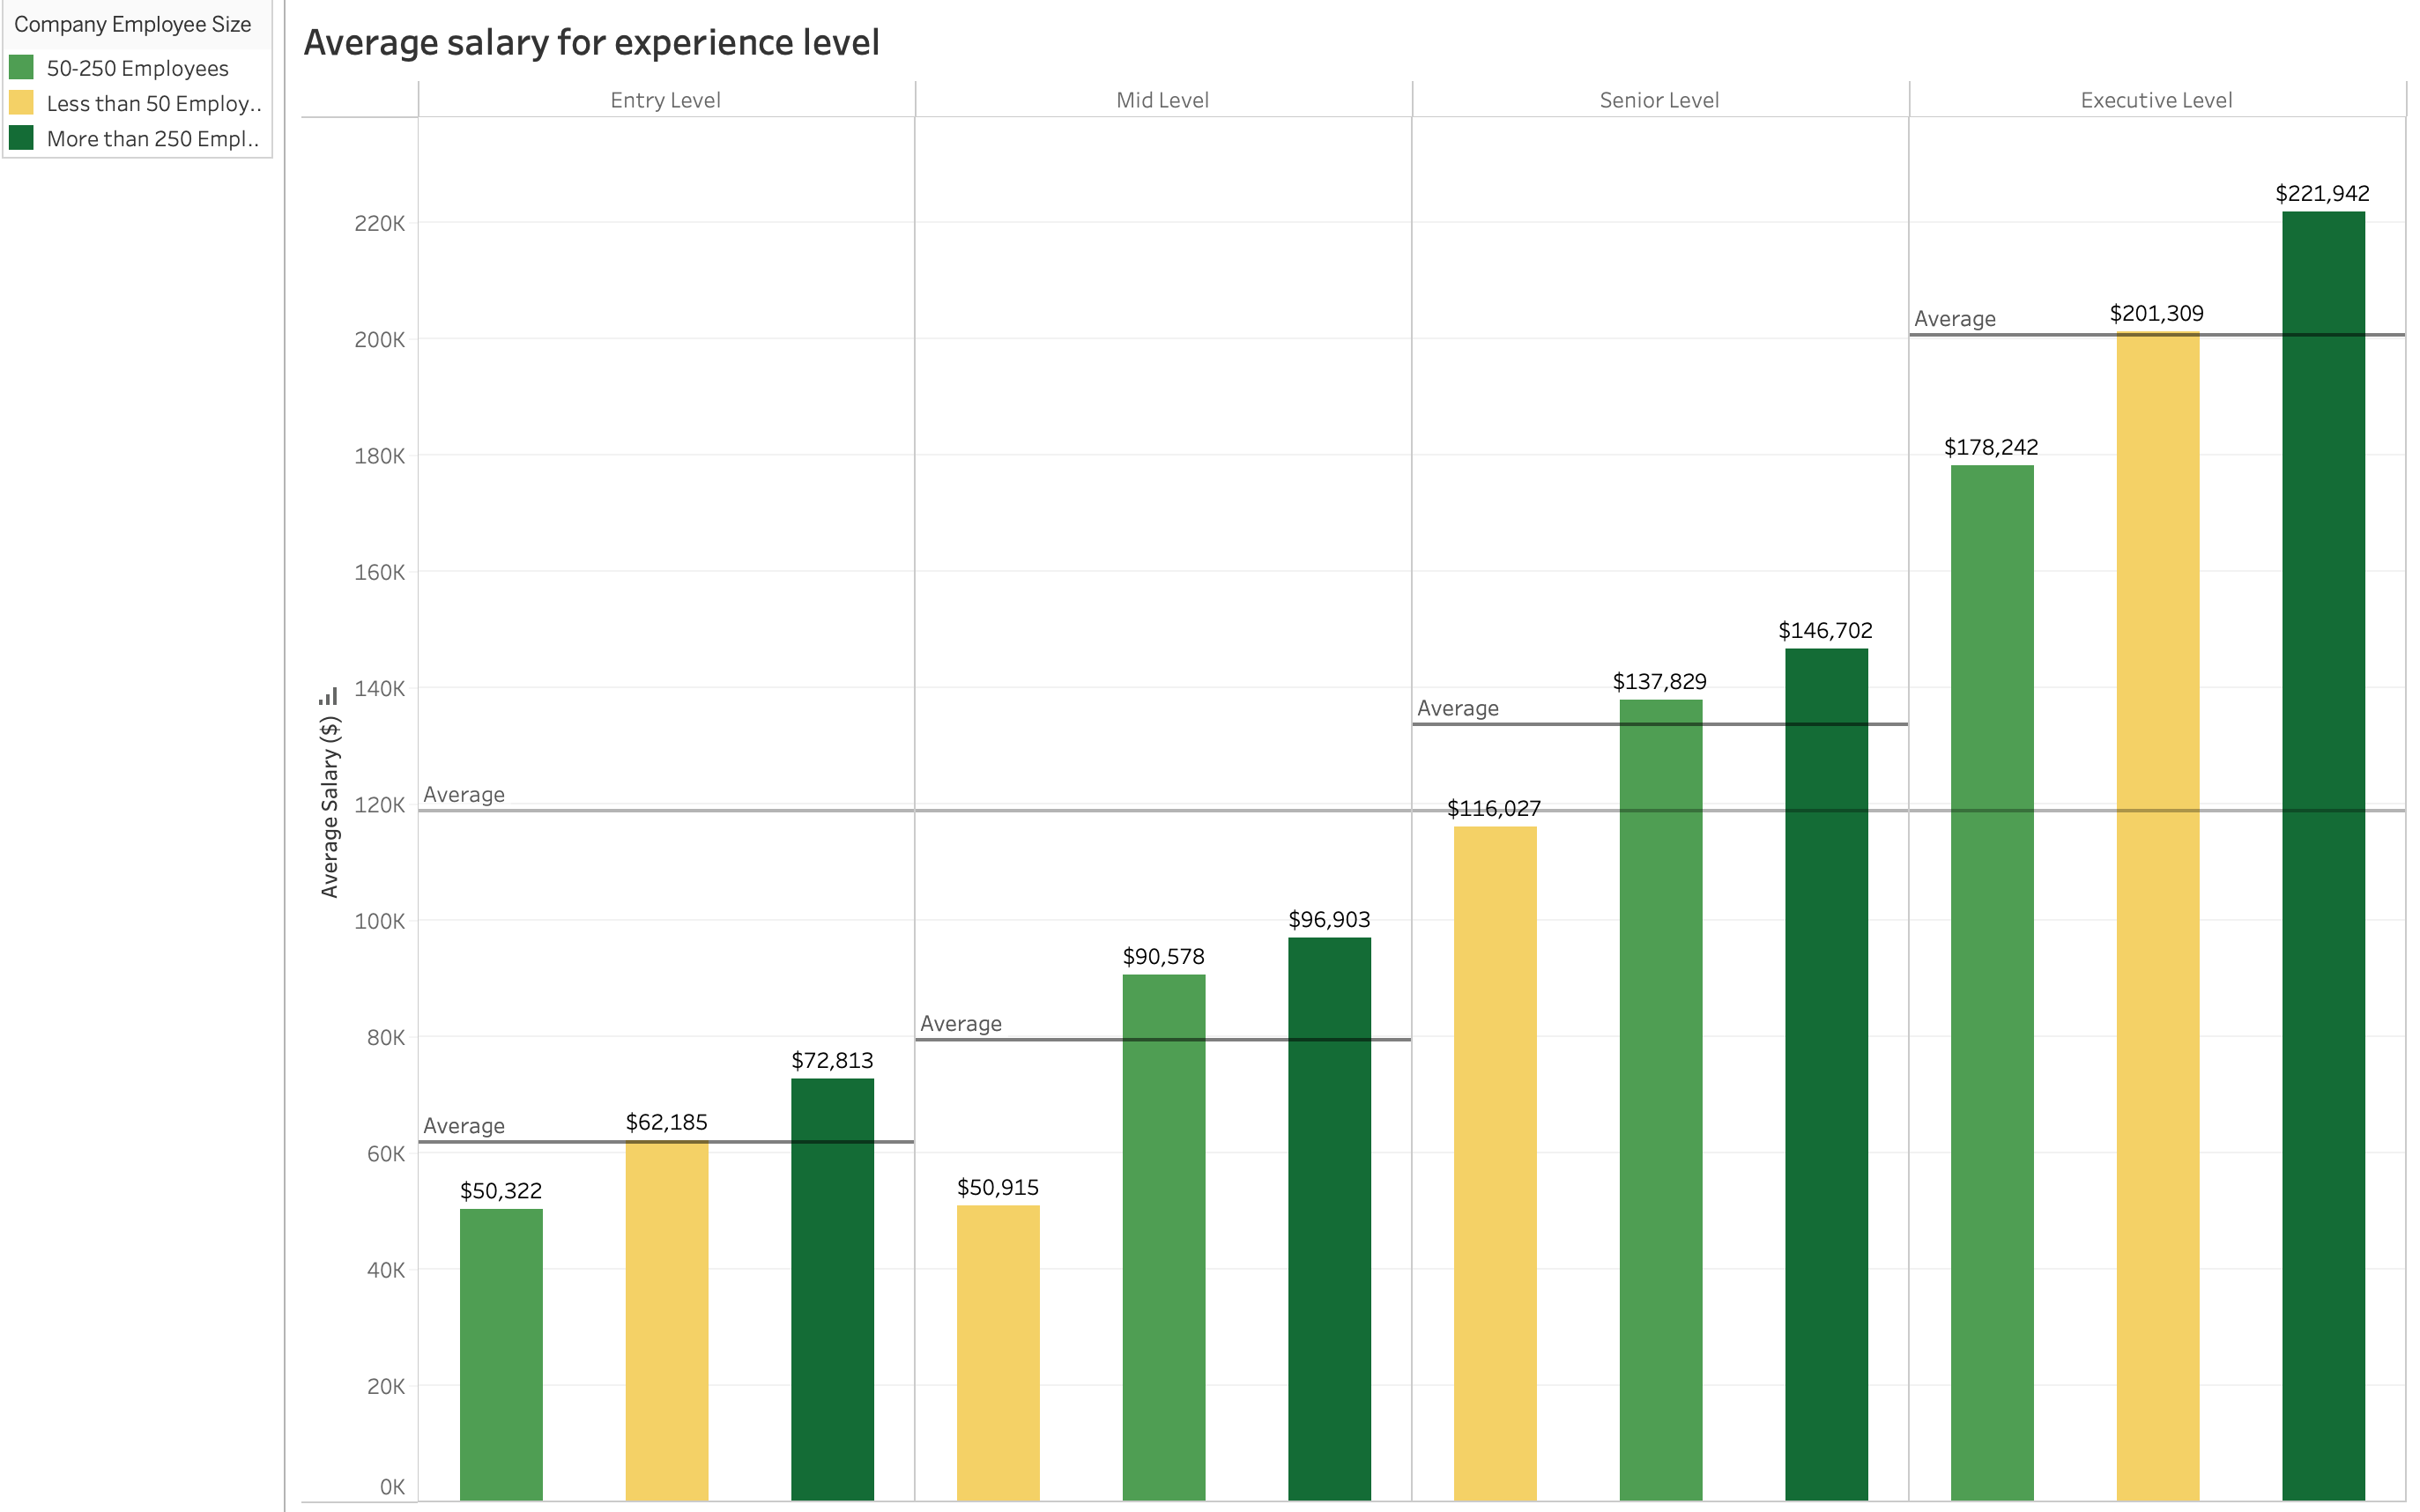 Company Employee Size
50-250 Employees
Less than 50 Employ..
More than 250 Empl..
Average salary for experience level
Entry Level
Mid Level
Senior Level
Executive Level
Average Salary ($)
220K
200K
180K
160K
140K
120K
100K
80K
60K
40K
20K
0K
Average
Average
$50,322
$62,185
$72,813
Average
$50,915
$90,578
$96,903
Average
$116,027
$137,829
$146,702
Average
$178,242
$201,309
$221,942